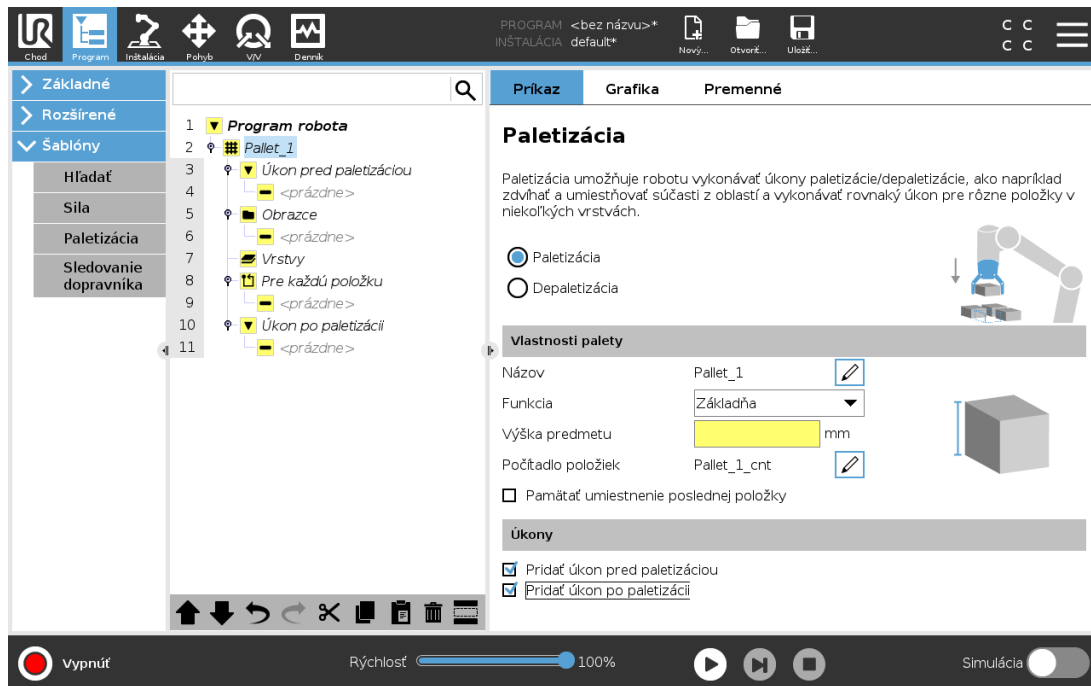 PROGRAM <bez názvu>*
INŠTALÁCIA default*
Chod Program Inštalácia Pohyb V/V Denník
Nový... Otvoriť... Uložiť...
C C
C C
Základné
Rozšírené
Šablóny
Hľadať
Sila
Paletizácia
Sledovanie
dopravníka
1 Program robota
2 Pallet_1
3 Úkon pred paletizáciou
4 <prázdne>
5 Obrazce
6 <prázdne>
7 Vrstvy
8 Pre každú položku
9 <prázdne>
10 Úkon po paletizácii
11 <prázdne>
Príkaz Grafika Premenné
Paletizácia
Paletizácia umožňuje robotu vykonávať úkony paletizácie/depaletizácie, ako napríklad
zdvíhať a umiestňovať súčasti z oblastí a vykonávať rovnaký úkon pre rôzne položky v
niekoľkých vrstvách.
Paletizácia
Depaletizácia
Vlastnosti palety
Názov Pallet_1
Funkcia Základňa
Výška predmetu mm
Počítadlo položiek Pallet_1_cnt
Pamätať umiestnenie poslednej položky
Úkony
Pridať úkon pred paletizáciou
Pridať úkon po paletizácii
Vypnúť
Rýchlosť 100%
Simulácia